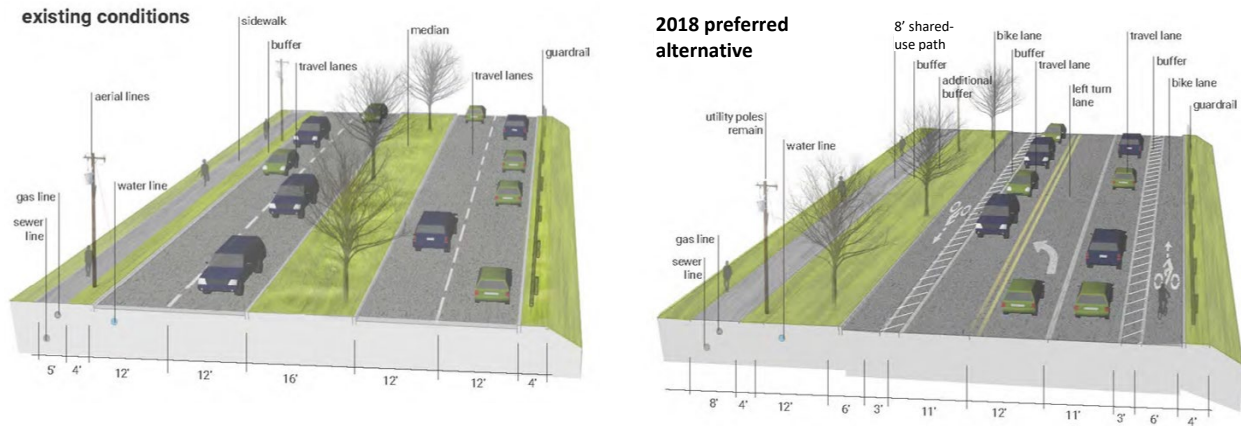 existing conditions
sidewalk
buffer
travel lanes
aerial lines
water line
gas line
sewer
line
median
travel lanes
guardrail
5'
4'
12'
12'
16'
12'
12'
4'
2018 preferred
alternative
8' shared-
use path
buffer
additional
buffer
bike lane
buffer
travel lane
left turn
lane
travel lane
buffer
bike lane
guardrail
utility poles
remain
water line
gas line
sewer
line
8'
4'
12'
6'
3'
11'
12'
11'
3'
6'
4'